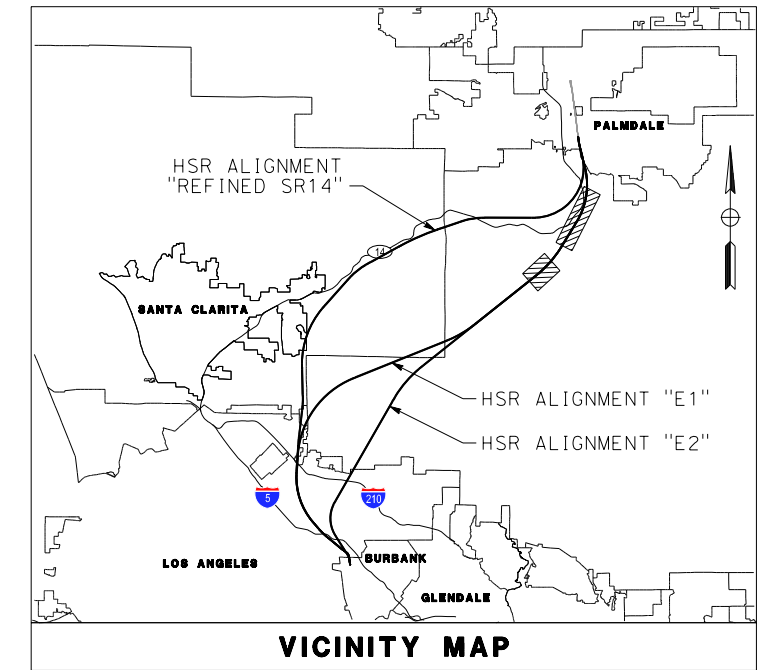 PALMDALE
HSR ALIGNMENT
"REFINED SR14"
14
SANTA CLARITA
HSR ALIGNMENT "E1"
HSR ALIGNMENT "E2"
5
210
LOS ANGELES
BURBANK
GLENDALE
VICINITY MAP